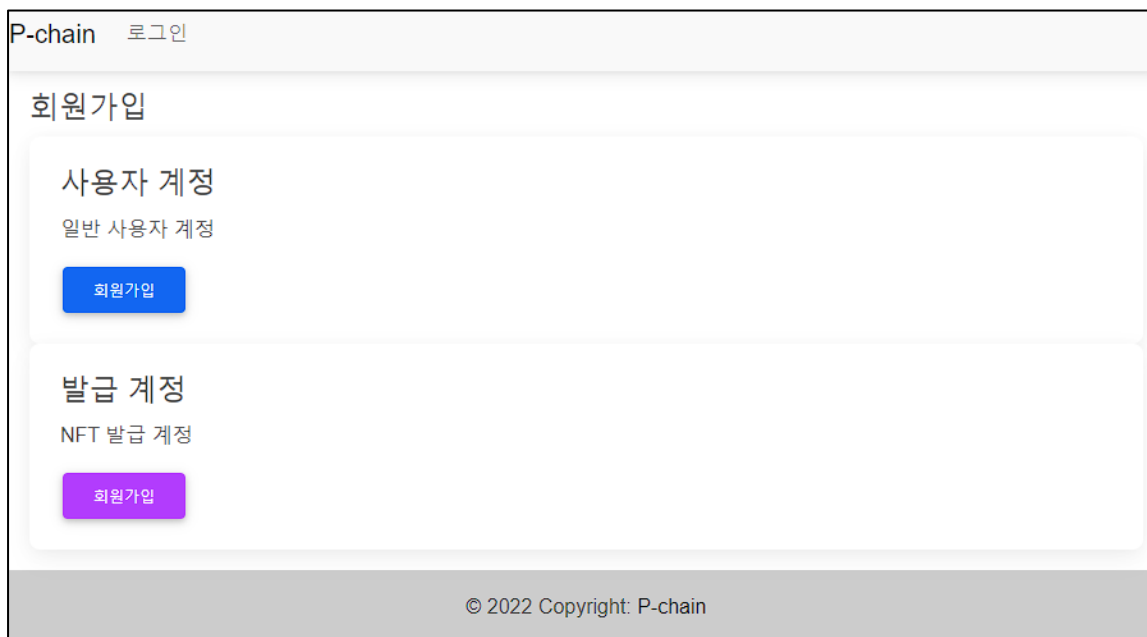 P-chain 로그인
회원가입
사용자 계정
일반 사용자 계정
회원가입
발급 계정
NFT 발급 계정
회원가입
© 2022 Copyright: P-chain